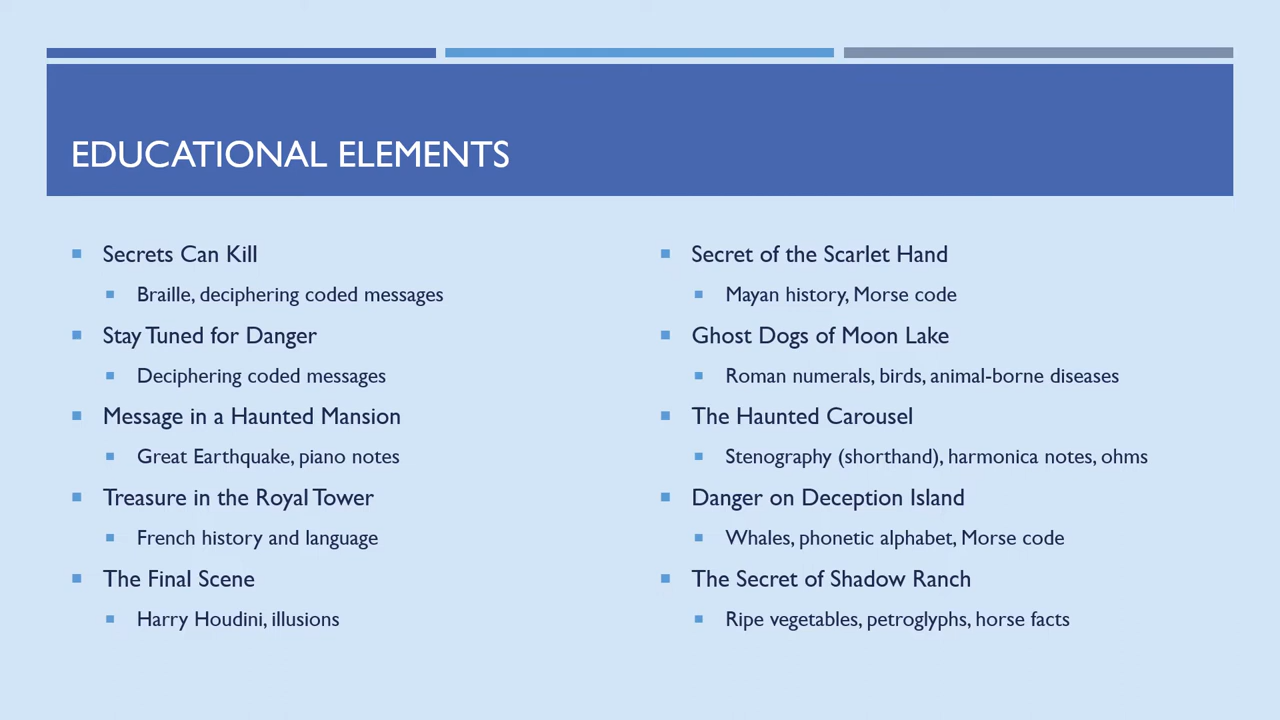 EDUCATIONAL ELEMENTS
Secrets Can Kill
Braille, deciphering coded messages
Stay Tuned for Danger
Deciphering coded messages
Message in a Haunted Mansion
Great Earthquake, piano notes
Treasure in the Royal Tower
French history and language
The Final Scene
Harry Houdini, illusions
Secret of the Scarlet Hand
Mayan history, Morse code
Ghost Dogs of Moon Lake
Roman numerals, birds, animal-borne diseases
The Haunted Carousel
Stenography (shorthand), harmonica notes, ohms
Danger on Deception Island
Whales, phonetic alphabet, Morse code
The Secret of Shadow Ranch
Ripe vegetables, petroglyphs, horse facts